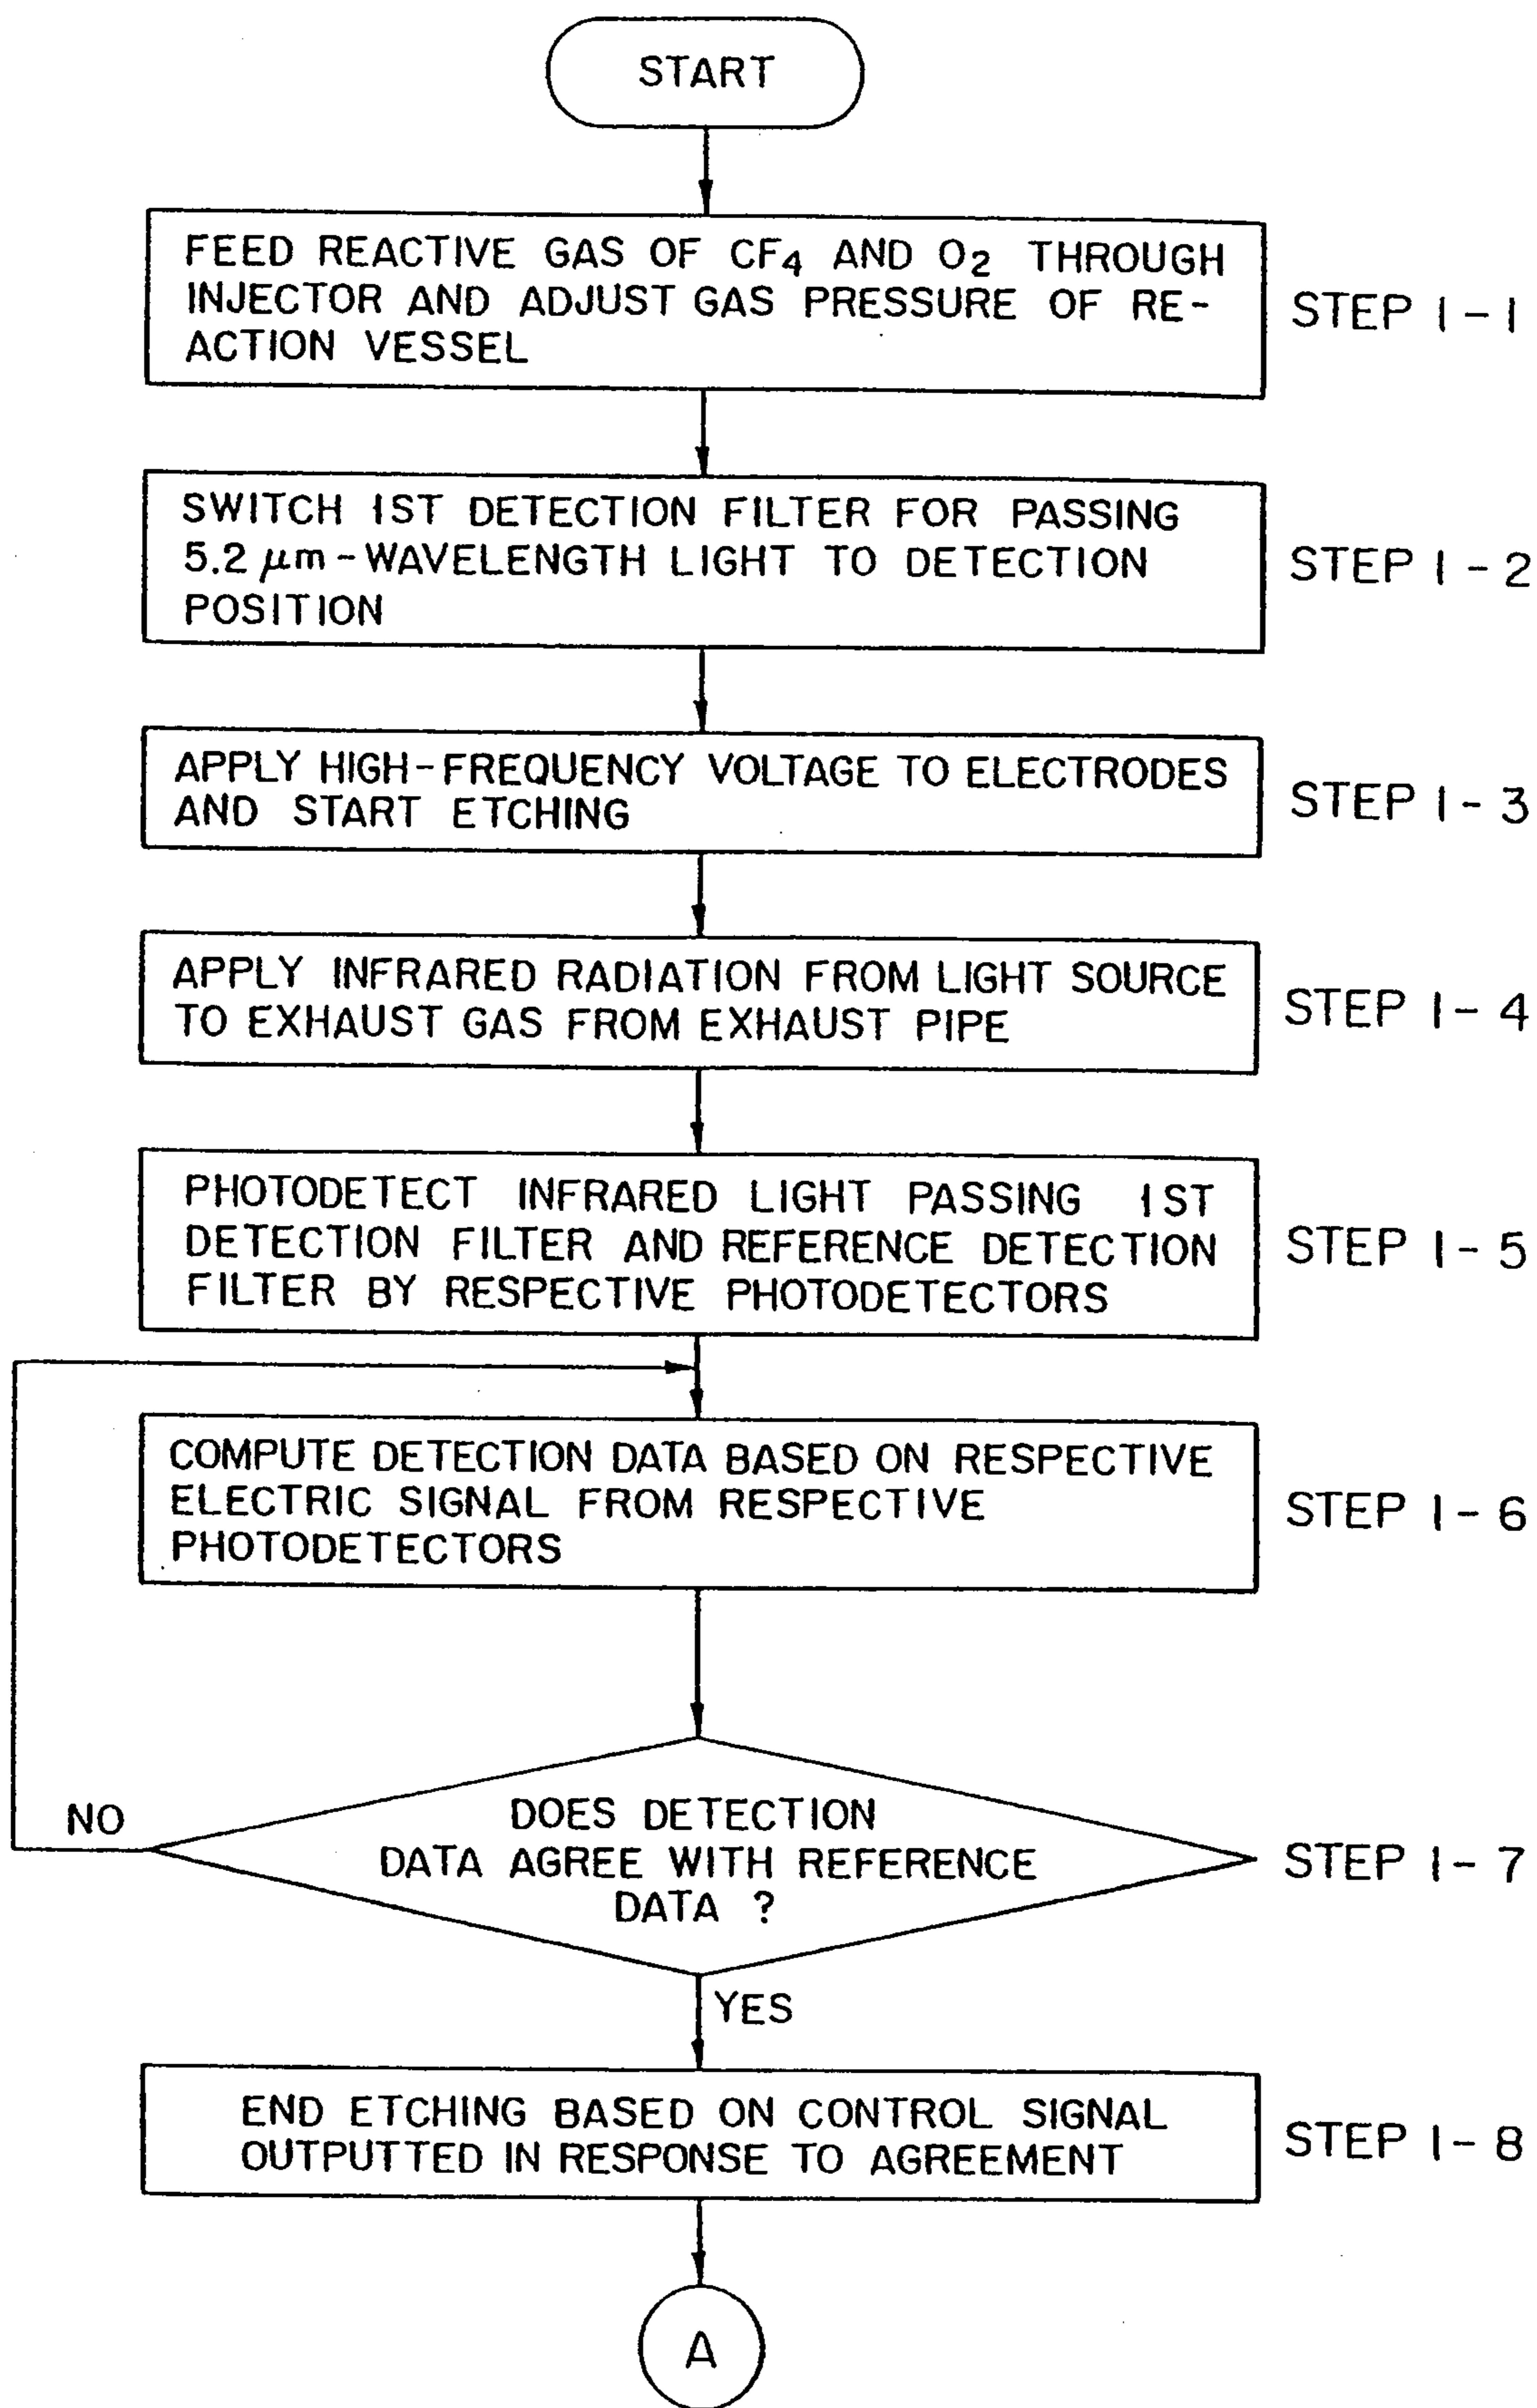 START
FEED REACTIVE GAS OF CF4 AND O2 THROUGH
INJECTOR AND ADJUST GAS PRESSURE OF RE-
ACTION VESSEL
STEP 1-1
SWITCH 1ST DETECTION FILTER FOR PASSING
5.2 μm-WAVELENGTH LIGHT TO DETECTION
POSITION
STEP 1-2
APPLY HIGH-FREQUENCY VOLTAGE TO ELECTRODES
AND START ETCHING
STEP 1-3
APPLY INFRARED RADIATION FROM LIGHT SOURCE
TO EXHAUST GAS FROM EXHAUST PIPE
STEP 1-4
PHOTODETECT INFRARED LIGHT PASSING 1ST
DETECTION FILTER AND REFERENCE DETECTION
FILTER BY RESPECTIVE PHOTODETECTORS
STEP 1-5
COMPUTE DETECTION DATA BASED ON RESPECTIVE
ELECTRIC SIGNAL FROM RESPECTIVE
PHOTODETECTORS
STEP 1-6
NO
DOES DETECTION
DATA AGREE WITH REFERENCE
DATA ?
STEP 1-7
YES
END ETCHING BASED ON CONTROL SIGNAL
OUTPUTTED IN RESPONSE TO AGREEMENT
STEP 1-8
A